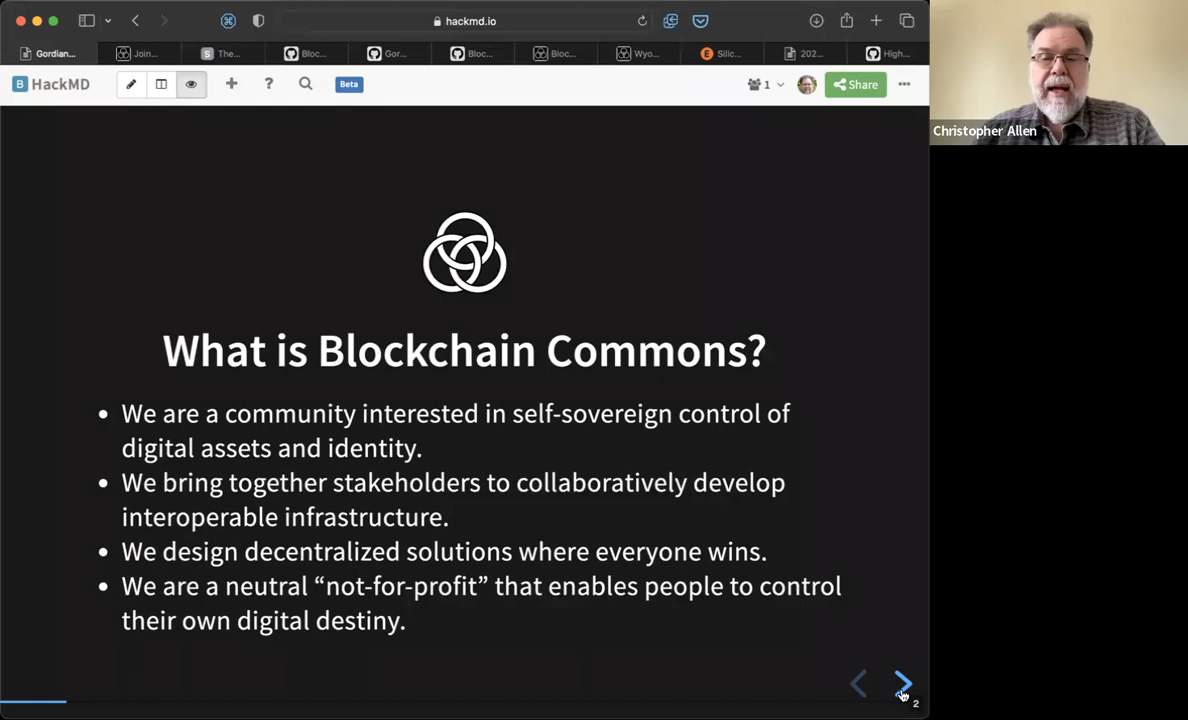 hackmd.io
Gordian...
Join...
The...
Bloc...
Gor...
Bloc...
Bloc...
Wyo...
Silic...
202...
High...
HackMD
Beta
1
Share
Christopher Allen
What is Blockchain Commons?
• We are a community interested in self-sovereign control of
digital assets and identity.
• We bring together stakeholders to collaboratively develop
interoperable infrastructure.
• We design decentralized solutions where everyone wins.
• We are a neutral “not-for-profit” that enables people to control
their own digital destiny.
2